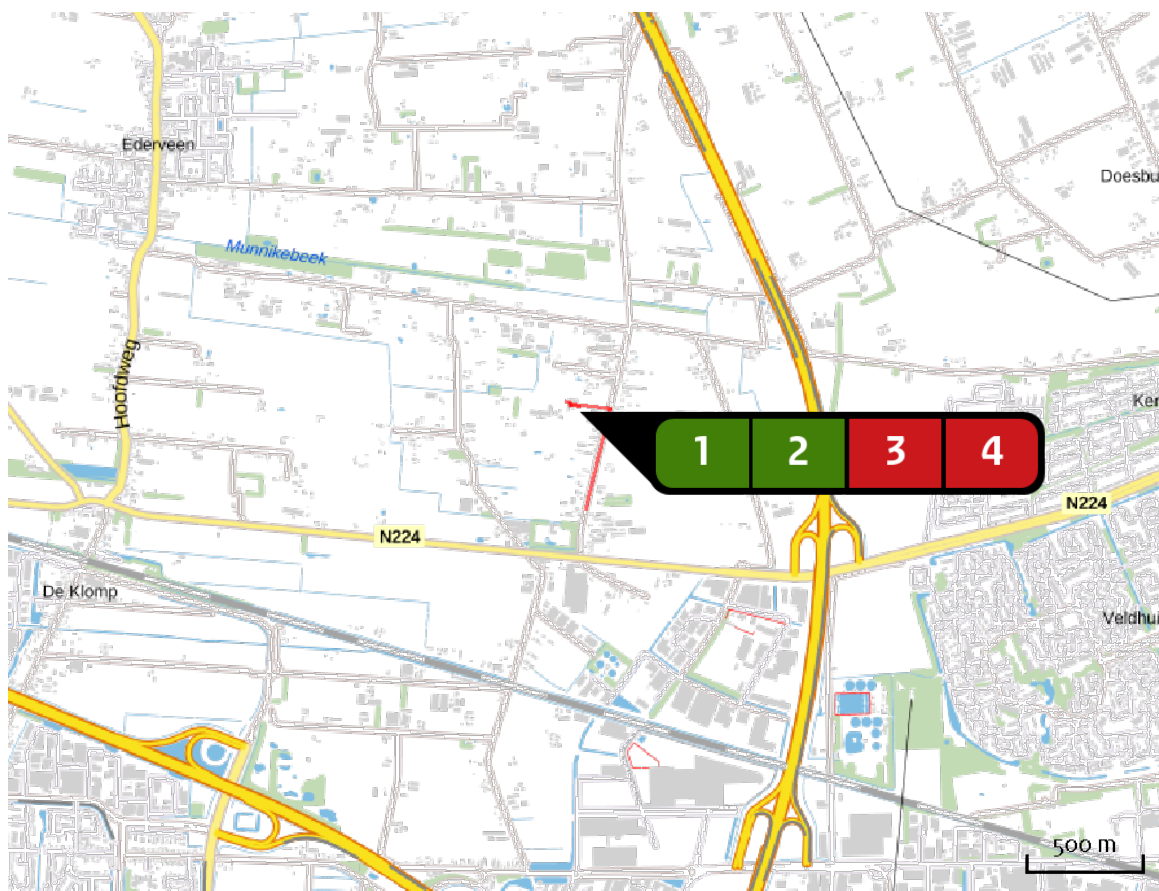 Ederveen
Doesbu
Munnikebeek
Hoofdweg
Ker
1 2 3 4
N224
N224
De Klomp
Veldhui
500 m